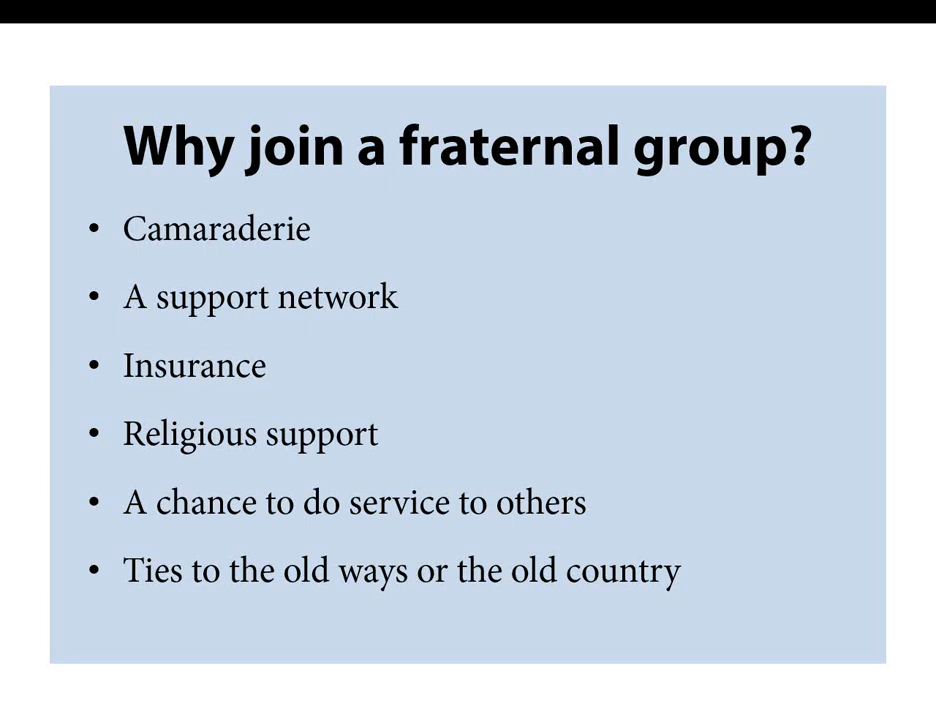 Why join a fraternal group?
• Camaraderie
• A support network
• Insurance
• Religious support
• A chance to do service to others
• Ties to the old ways or the old country